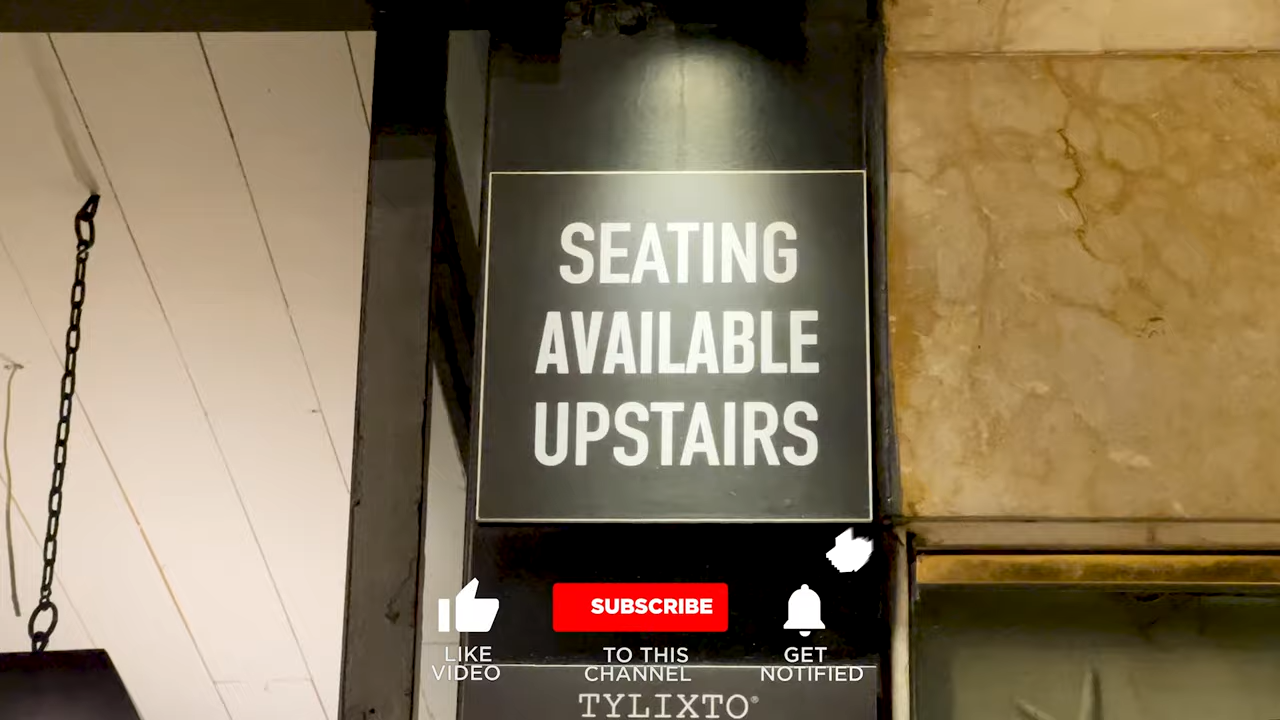 SEATING
AVAILABLE
UPSTAIRS
SUBSCRIBE
LIKE
VIDEO
TO THIS
CHANNEL
GET
NOTIFIED
TYLIXTO®